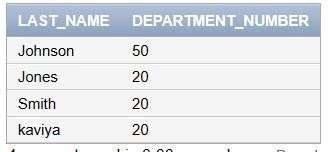 LAST_NAME DEPARTMENT_NUMBER
Johnson 50
Jones 20
Smith 20
kaviya 20